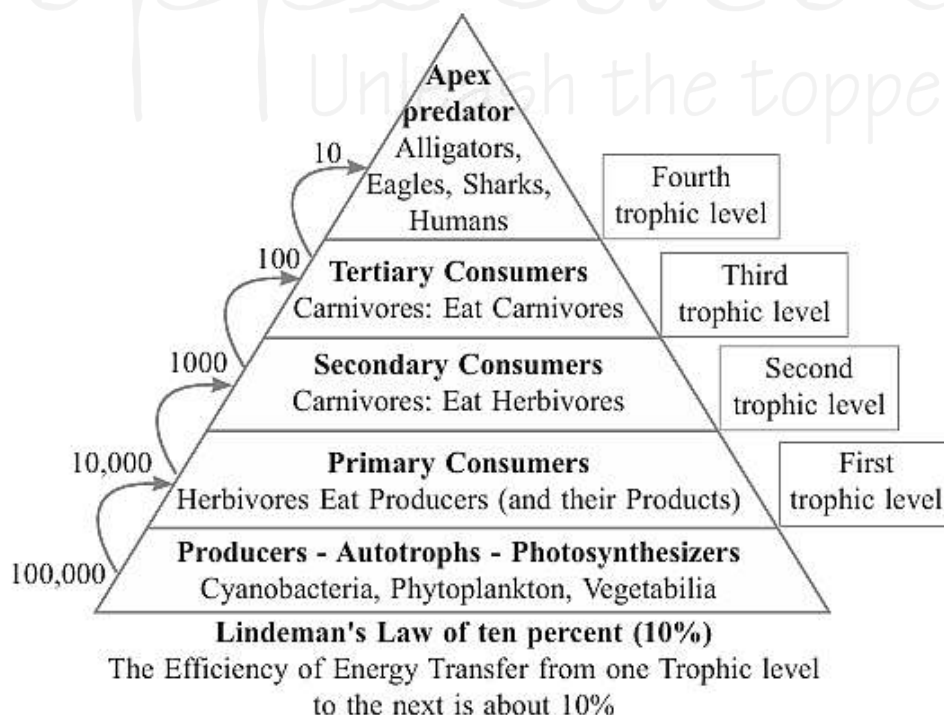 Unleash the toppe
Apex
predator
Alligators,
Eagles, Sharks,
Humans
10
Fourth
trophic level
100
Tertiary Consumers
Carnivores: Eat Carnivores
Third
trophic level
1000
Secondary Consumers
Carnivores: Eat Herbivores
Second
trophic level
10,000
Primary Consumers
Herbivores Eat Producers (and their Products)
First
trophic level
100,000
Producers - Autotrophs - Photosynthesizers
Cyanobacteria, Phytoplankton, Vegetabilia
Lindeman's Law of ten percent (10%)
The Efficiency of Energy Transfer from one Trophic level
to the next is about 10%